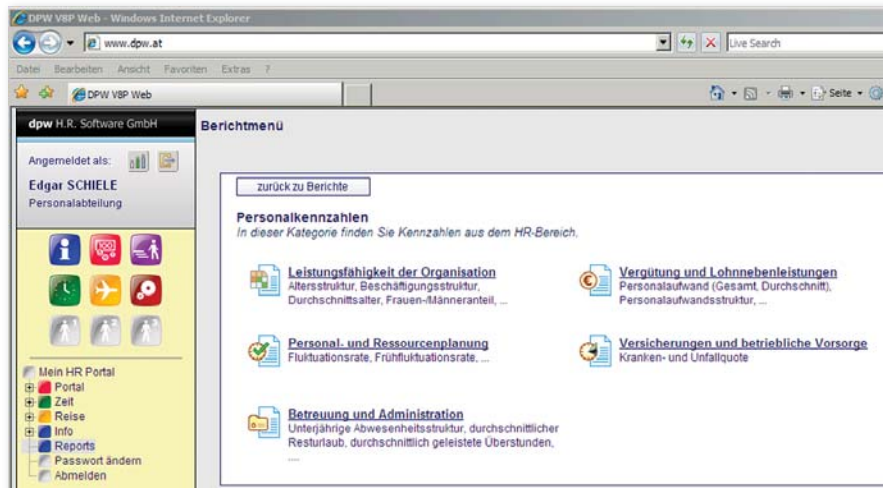 DPW V8P Web - Windows Internet Explorer
www.dpw.at
Live Search
Datei Bearbeiten Ansicht Favoriten Extras ?
DPW V8P Web
Seite
dpw H.R. Software GmbH
Berichtmenü
Angemeldet als:
Edgar SCHIELE
Personalabteilung
zurück zu Berichte
Personalkennzahlen
In dieser Kategorie finden Sie Kennzahlen aus dem HR-Bereich.
Leistungsfähigkeit der Organisation
Altersstruktur, Beschäftigungsstruktur,
Durchschnittsalter, Frauen-/Männeranteil, ...
Vergütung und Lohnnebenleistungen
Personalaufwand (Gesamt, Durchschnitt),
Personalaufwandsstruktur, ...
Personal- und Ressourcenplanung
Fluktuationsrate, Frühfluktuationsrate, ...
Versicherungen und betriebliche Vorsorge
Kranken- und Unfallquote
Betreuung und Administration
Unterjährige Abwesenheitsstruktur, durchschnittlicher
Resturlaub, durchschnittlich geleistete Überstunden,
....
Mein HR Portal
Portal
Zeit
Reise
Info
Reports
Passwort ändern
Abmelden